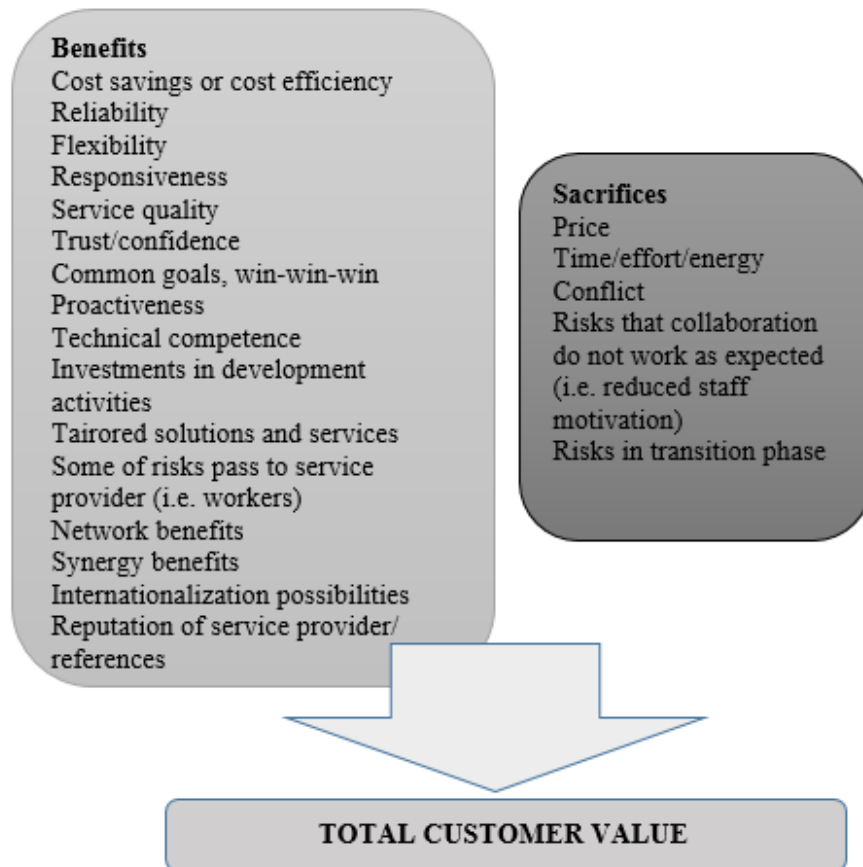 Benefits
Cost savings or cost efficiency
Reliability
Flexibility
Responsiveness
Service quality
Trust/confidence
Common goals, win-win-win
Proactiveness
Technical competence
Investments in development
activities
Tairored solutions and services
Some of risks pass to service
provider (i.e. workers)
Network benefits
Synergy benefits
Internationalization possibilities
Reputation of service provider/
references
Sacrifices
Price
Time/effort/energy
Conflict
Risks that collaboration
do not work as expected
(i.e. reduced staff
motivation)
Risks in transition phase
TOTAL CUSTOMER VALUE